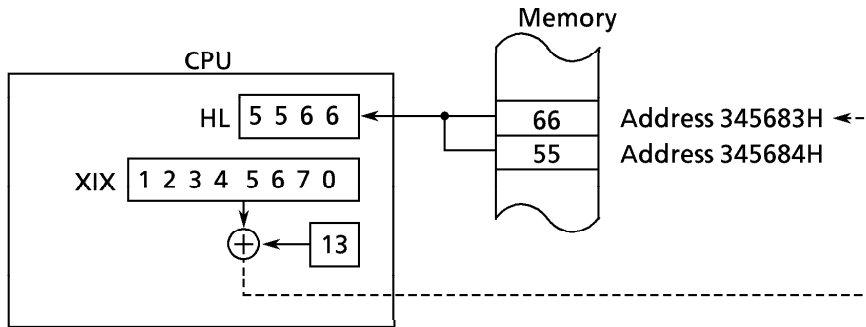 Memory
CPU
HL 5 5 6 6
66 Address 345683H
55 Address 345684H
XIX 1 2 3 4 5 6 7 0
13